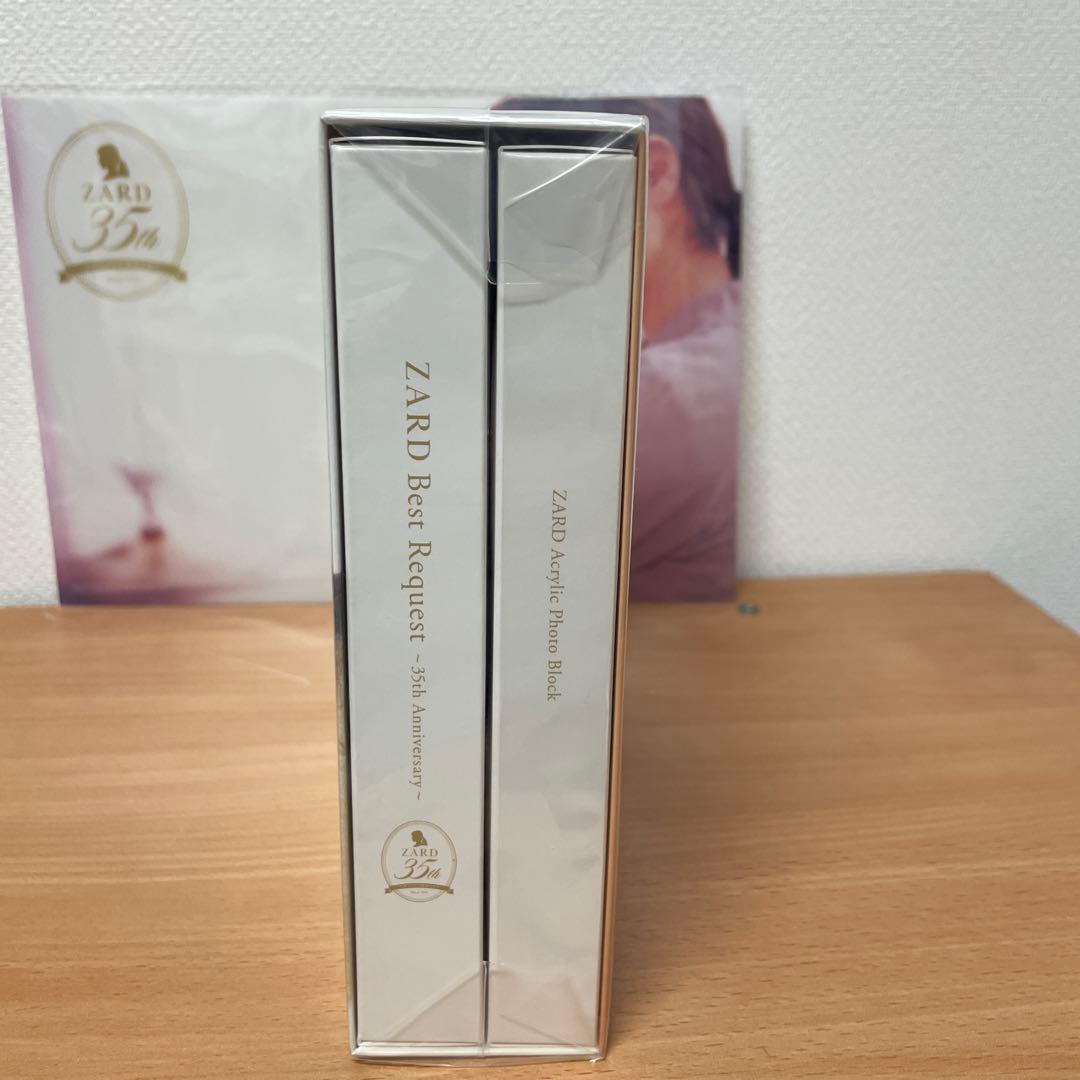 ZARD
35th
ZARD Best Request ~35th Anniversary~
ZARD
35th
ZARD Acrylic Photo Block